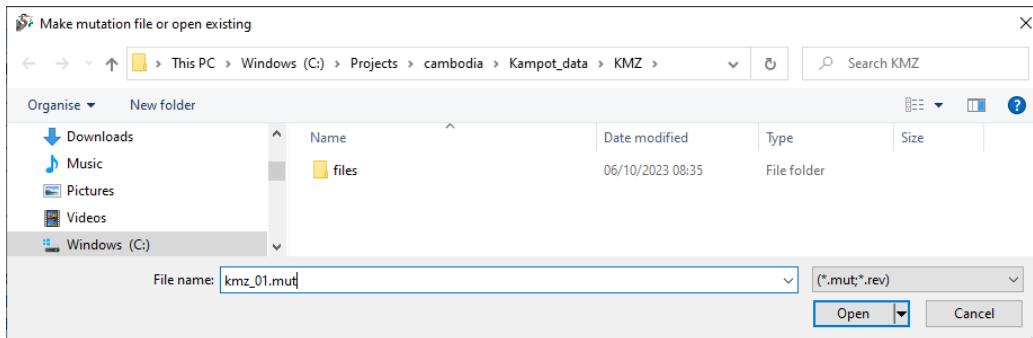 Make mutation file or open existing
This PC > Windows (C:) > Projects > cambodia > Kampot_data > KMZ >
Search KMZ
Organise
New folder
Downloads
Music
Pictures
Videos
Windows (C:)
Name Date modified Type Size
files 06/10/2023 08:35 File folder
File name: kmz_01.mut (*.mut;*.rev)
Open Cancel